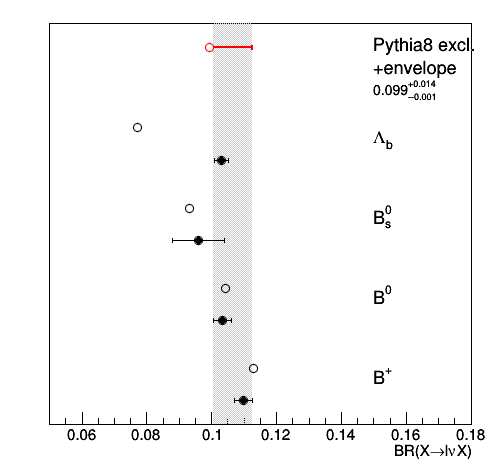 Pythia8 excl.
+envelope
0.099+0.014−0.001
Λb
B0s
B0
B+
0.06 0.08 0.1 0.12 0.14 0.16 0.18
BR(X→lνX)